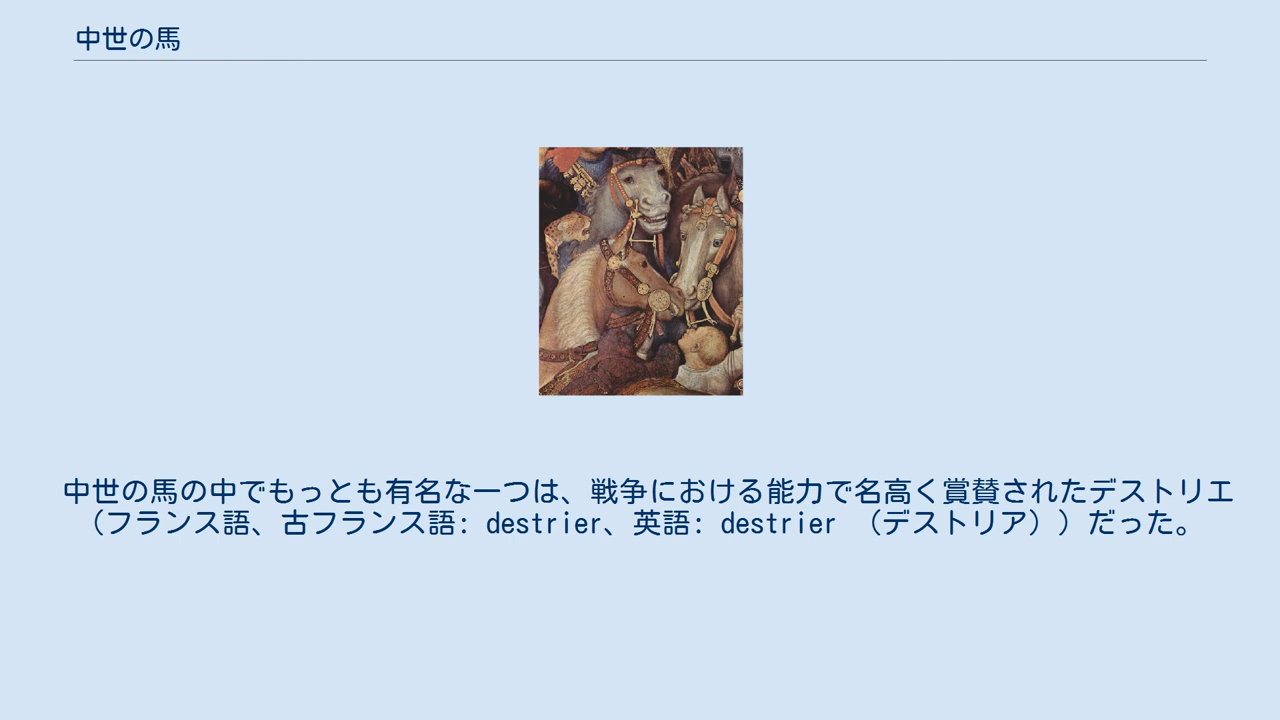 中世の馬
中世の馬の中でもっとも有名な一つは、戦争における能力で名高く賞賛されたデストリエ
（フランス語、古フランス語: destrier、英語: destrier （デストリア））だった。